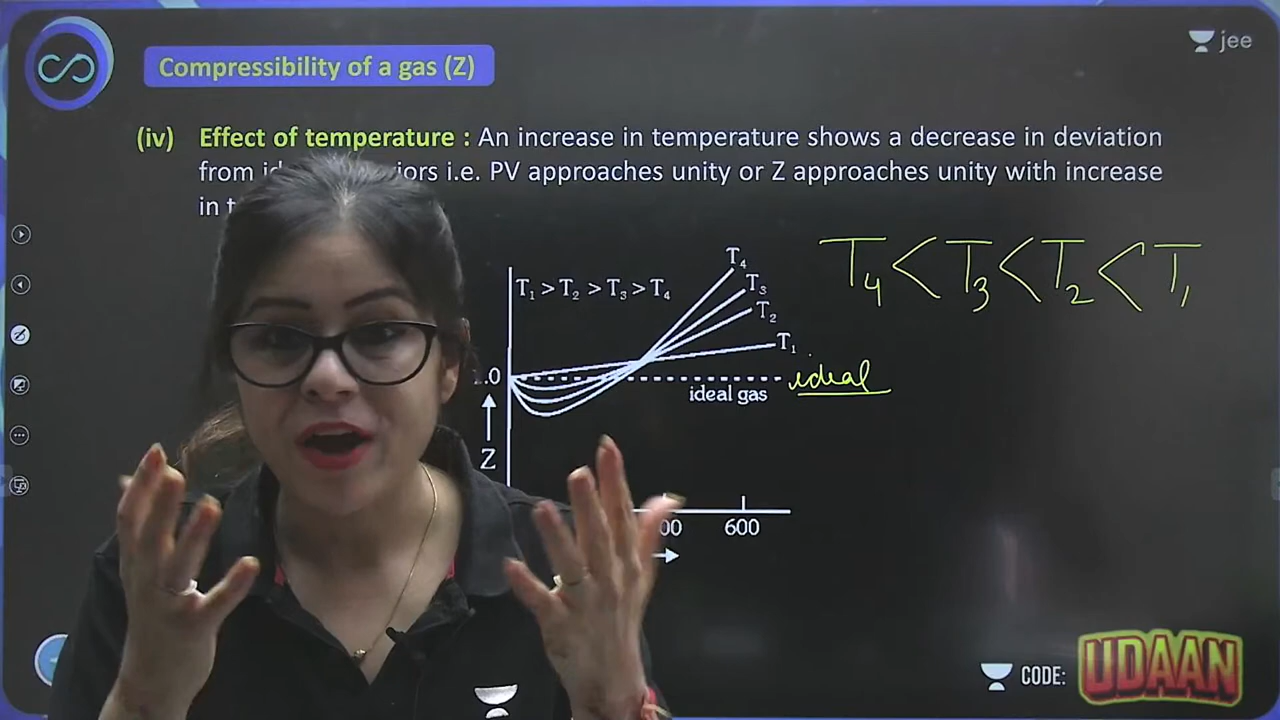 jee
Compressibility of a gas (Z)
(iv) Effect of temperature : An increase in temperature shows a decrease in deviation
from iors i.e. PV approaches unity or Z approaches unity with increase
in t
T₄ < T₃ < T₂ < T₁
T₁ > T₂ > T₃ > T₄
T₄
T₃
T₂
T₁
.0
ideal
ideal gas
Z
00 600
CODE: UDAAN